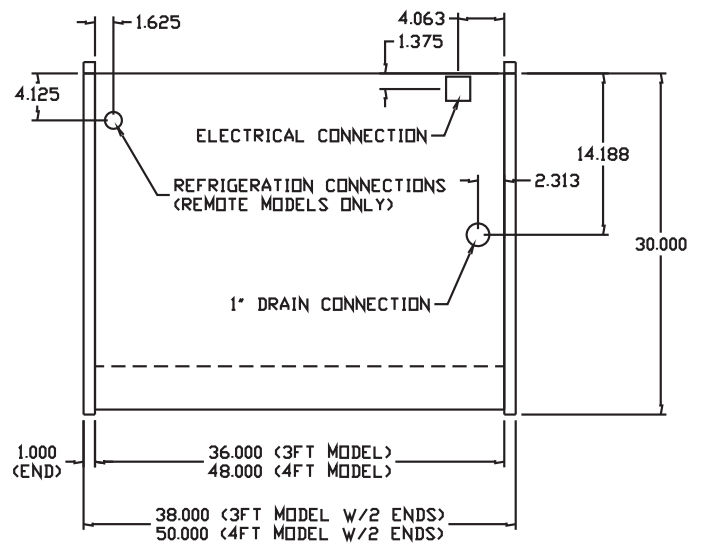 1.625
4.063
1.375
4.125
ELECTRICAL CONNECTION
14.188
REFRIGERATION CONNECTIONS
(REMOTE MODELS ONLY)
2.313
30.000
1" DRAIN CONNECTION
1.000
(END)
36.000 (3FT MODEL)
48.000 (4FT MODEL)
38.000 (3FT MODEL W/2 ENDS)
50.000 (4FT MODEL W/2 ENDS)